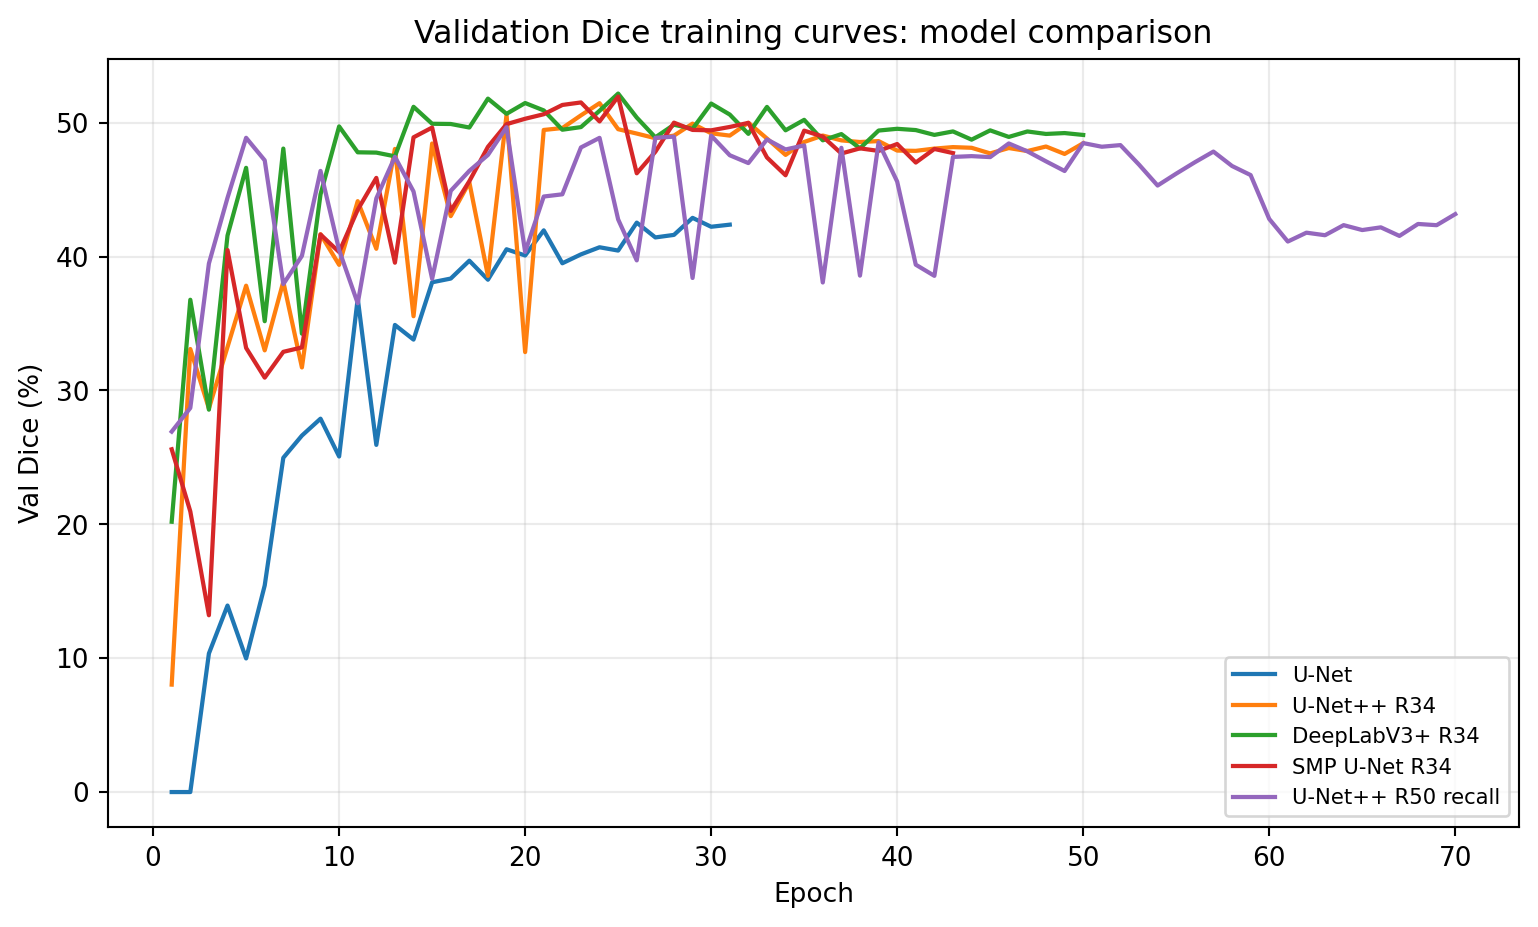 Validation Dice training curves: model comparison
Val Dice (%)
50
40
30
20
10
0
0 10 20 30 40 50 60 70
Epoch
U-Net
U-Net++ R34
DeepLabV3+ R34
SMP U-Net R34
U-Net++ R50 recall